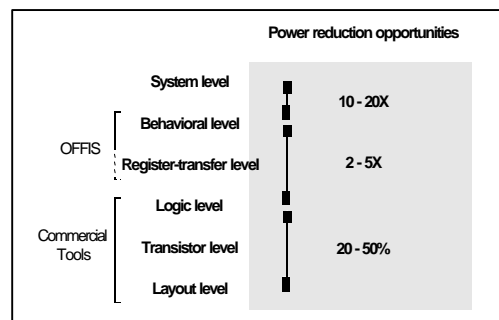 Power reduction opportunities
System level
10 - 20X
Behavioral level
OFFIS
Register-transfer level
2 - 5X
Logic level
Commercial
Tools
Transistor level
20 - 50%
Layout level